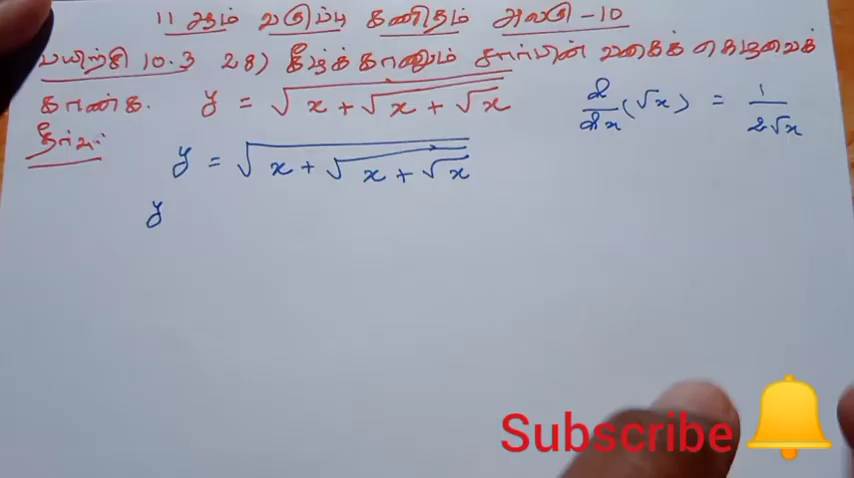 11 ஆம் வகுப்பு கணிதம் அலகு -10
பயிற்சி 10.3 28) கீழ்க்காணும் சார்பின் வகைக் கெழுவைக்
காண்க. y = √(x + √(x + √x)) d/dx (√x) = 1/(2√x)
தீர்வு:
y = √(x + √(x + √x))
y
Subscribe